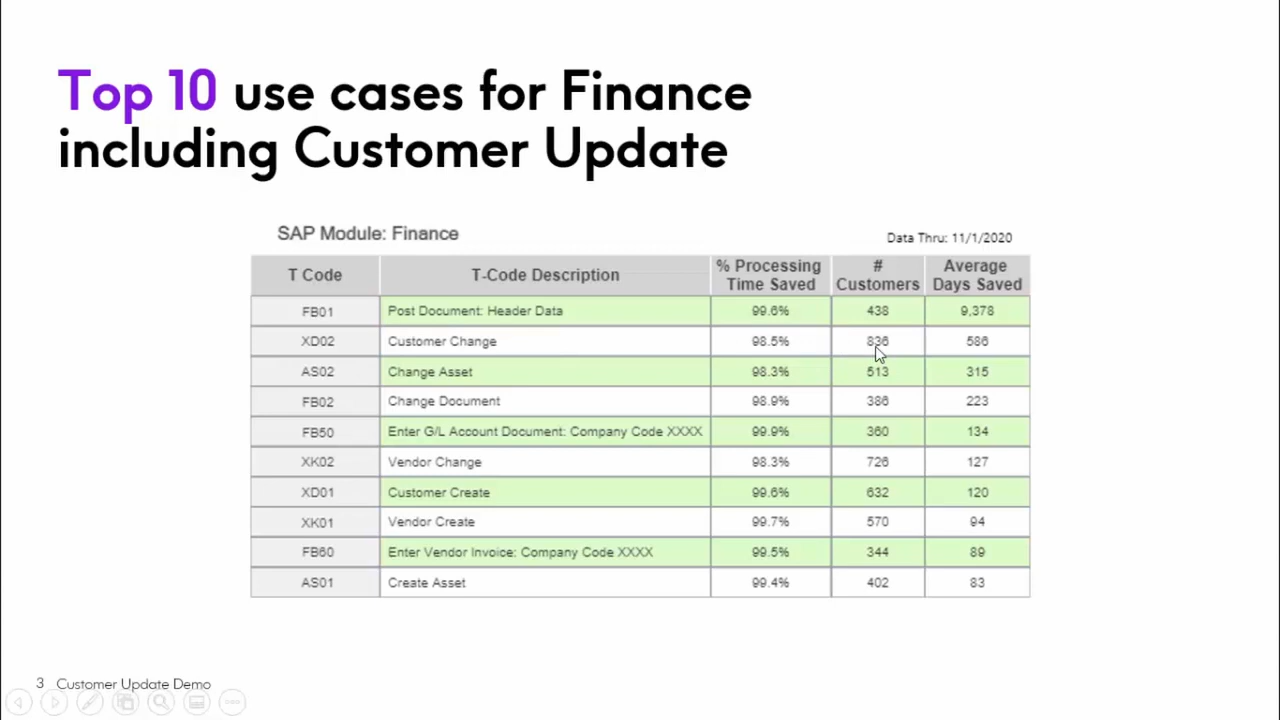 Top 10 use cases for Finance
including Customer Update
SAP Module: Finance
Data Thru: 11/1/2020
T Code T-Code Description % Processing Time Saved # Customers Average Days Saved
FB01 Post Document: Header Data 99.6% 438 9,378
XD02 Customer Change 98.5% 836 586
AS02 Change Asset 98.3% 513 315
FB02 Change Document 98.9% 386 223
FB50 Enter G/L Account Document: Company Code XXXX 99.9% 360 134
XK02 Vendor Change 98.3% 726 127
XD01 Customer Create 99.6% 632 120
XK01 Vendor Create 99.7% 570 94
FB60 Enter Vendor Invoice: Company Code XXXX 99.5% 344 89
AS01 Create Asset 99.4% 402 83
3 Customer Update Demo